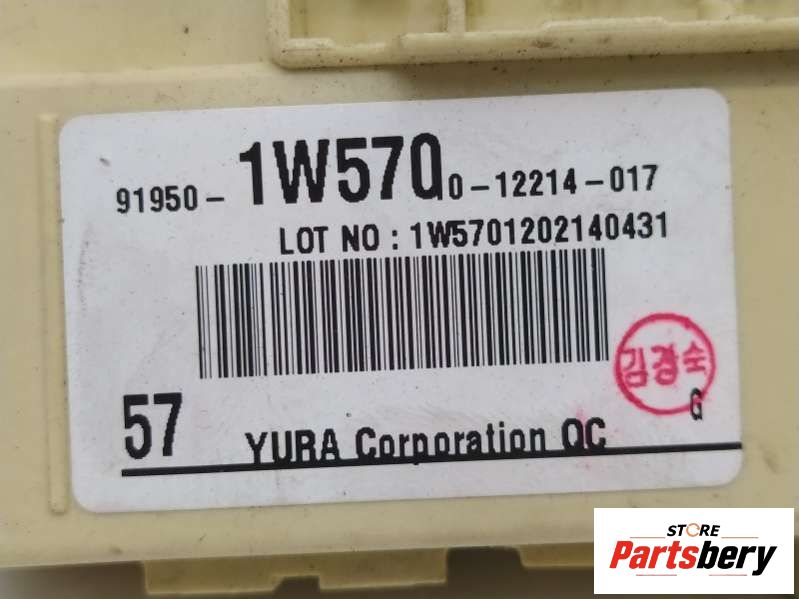 91950- 1W570 0-12214-017
LOT NO : 1W5701202140431
김경숙
57
G
YURA Corporation QC
STORE
Partsbery